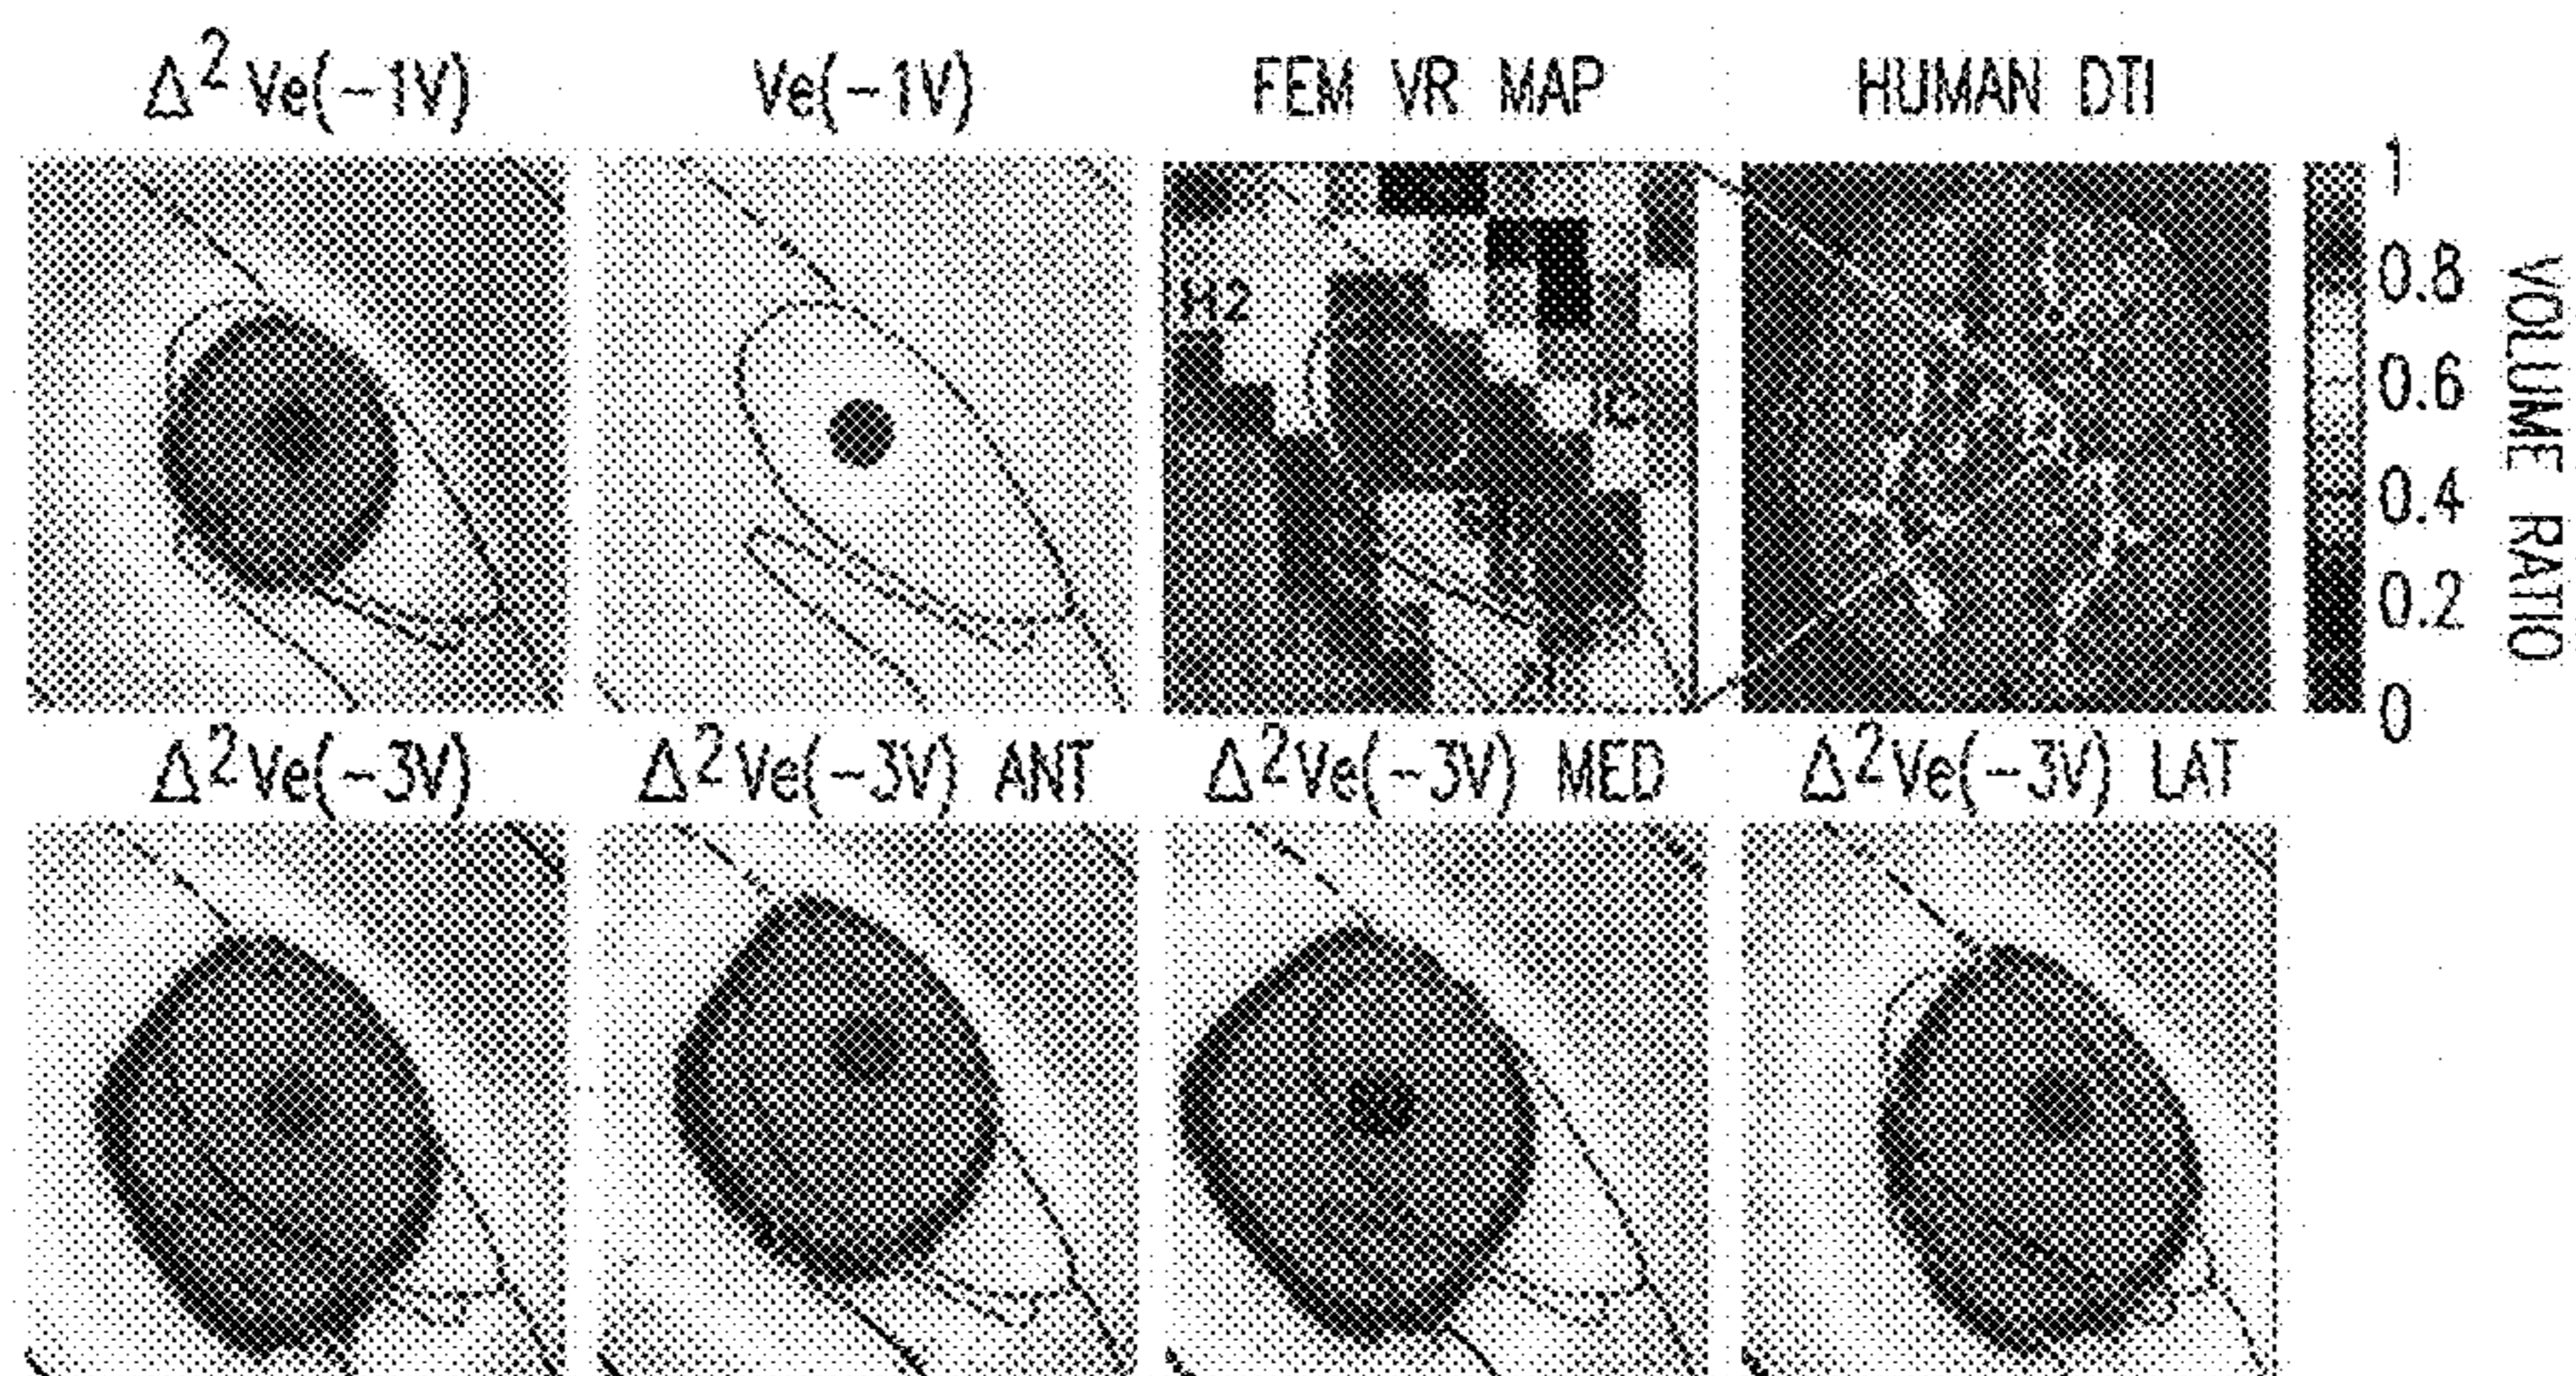 Δ² Ve(-1V)
Ve(-1V)
FEM VR MAP
HUMAN DTI
H2
IC
1
0.8
0.6
0.4
0.2
0
VOLUME RATIO
Δ²Ve(-3V)
Δ²Ve(-3V) ANT
Δ²Ve(-3V) MED
Δ²Ve(-3V) LAT